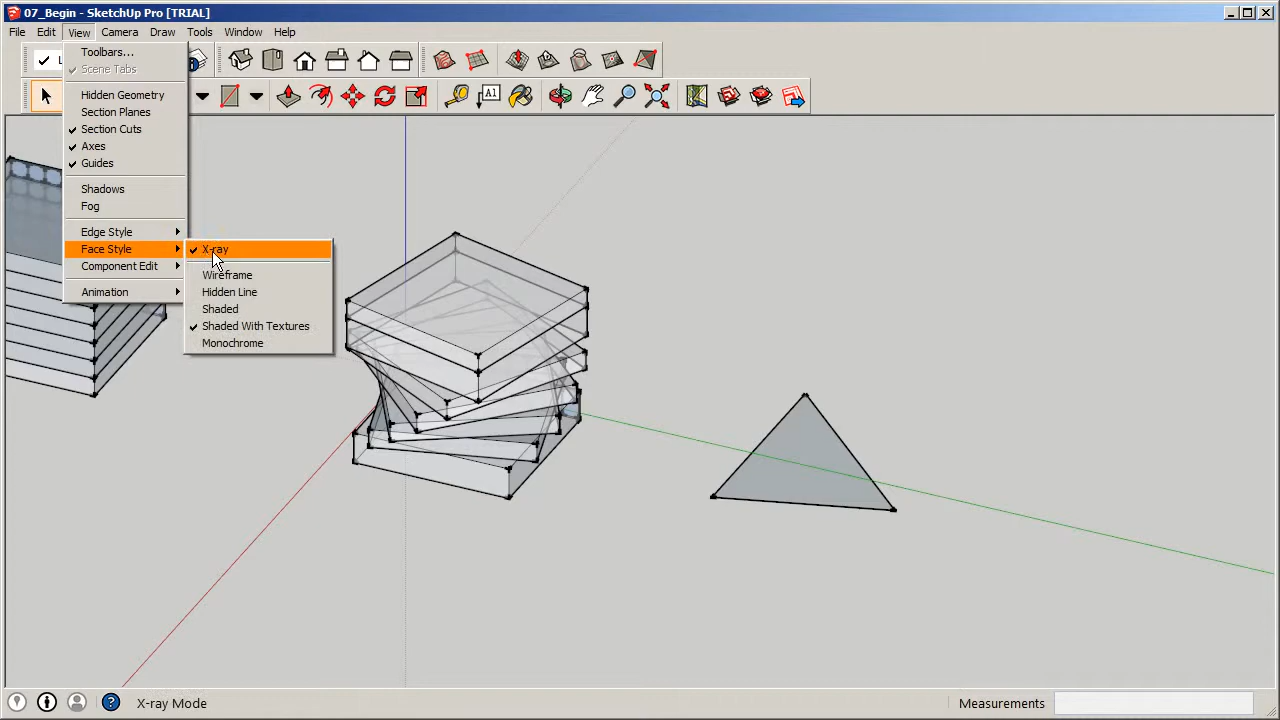 07_Begin - SketchUp Pro [TRIAL]
File Edit View Camera Draw Tools Window Help
Toolbars...
Scene Tabs
Hidden Geometry
Section Planes
Section Cuts
Axes
Guides
Shadows
Fog
Edge Style
Face Style
Component Edit
Animation
X-ray
Wireframe
Hidden Line
Shaded
Shaded With Textures
Monochrome
A1
X-ray Mode
Measurements